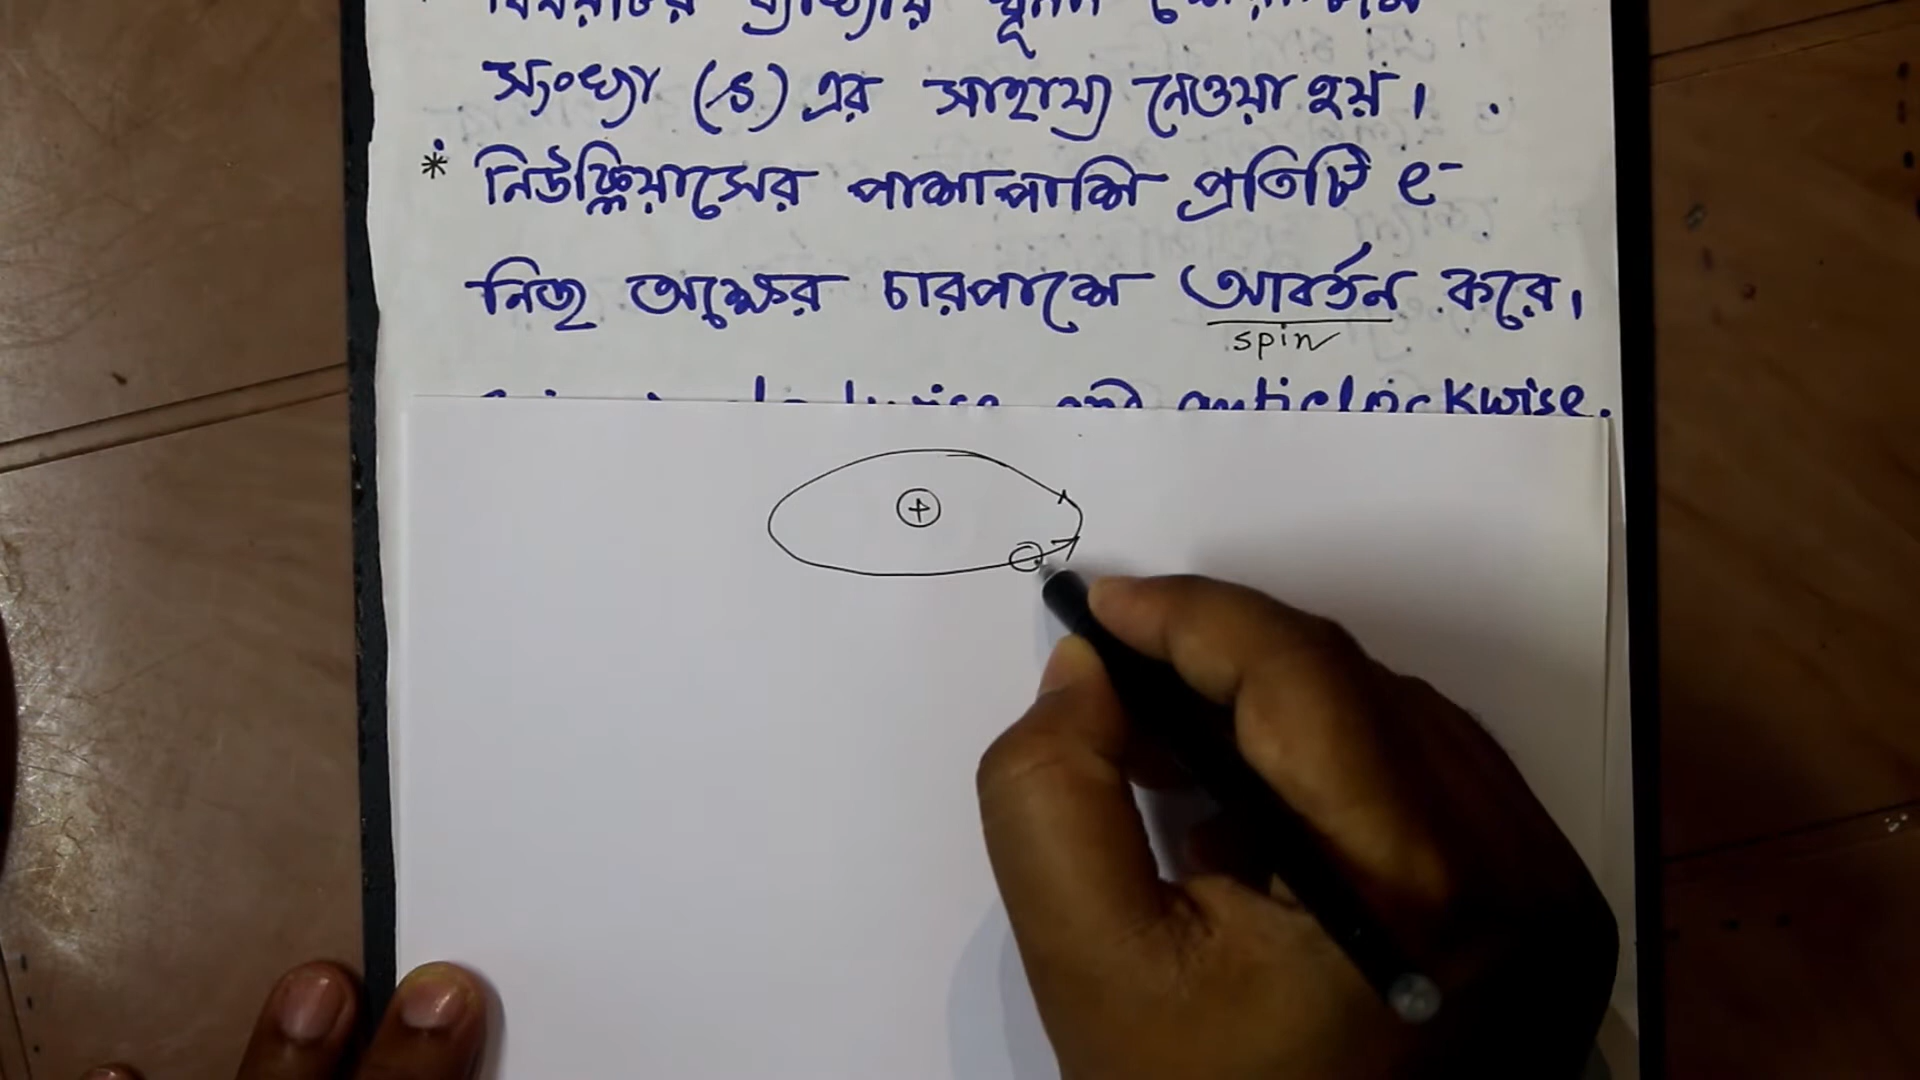 সংখ্যা (s) এর সাহায্য নেওয়া হয়।
* নিউক্লিয়াসের পাশাপাশি প্রতিটি e⁻
নিজ অক্ষের চারপাশে আবর্তন করে।
spin
anticlockwise.
+